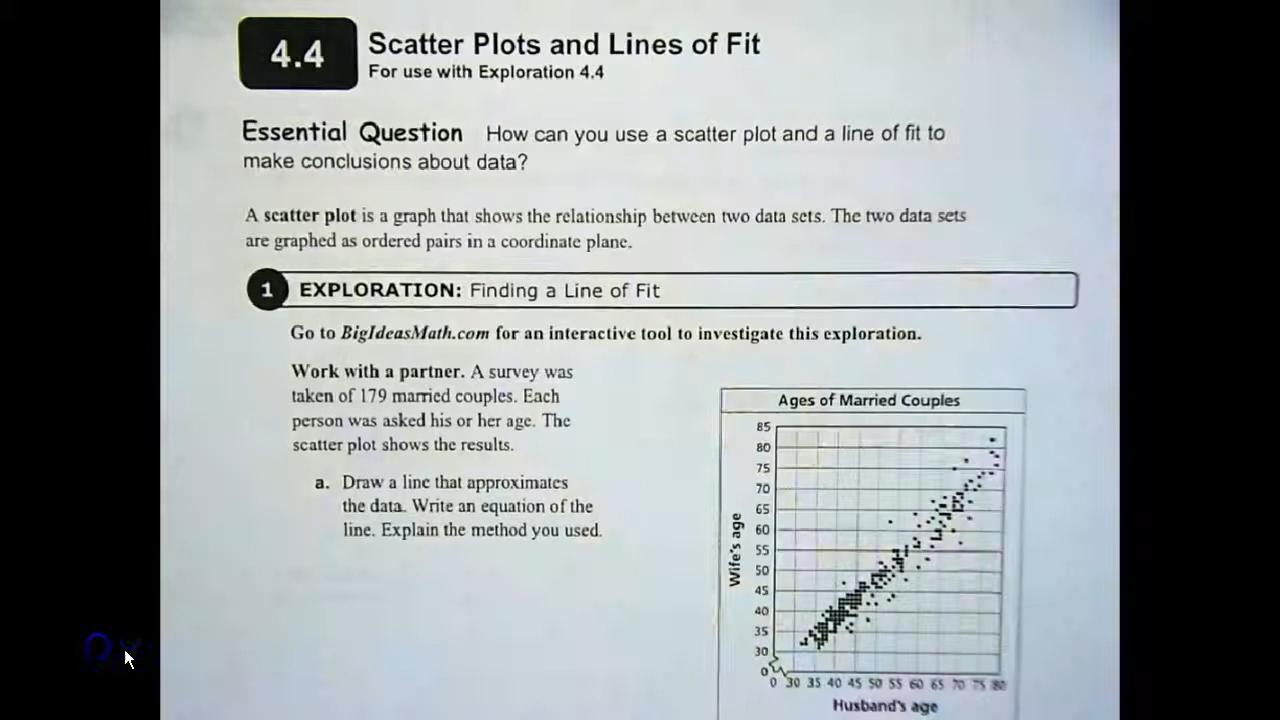 4.4
Scatter Plots and Lines of Fit
For use with Exploration 4.4
Essential Question How can you use a scatter plot and a line of fit to
make conclusions about data?
A scatter plot is a graph that shows the relationship between two data sets. The two data sets
are graphed as ordered pairs in a coordinate plane.
1 EXPLORATION: Finding a Line of Fit
Go to BigIdeasMath.com for an interactive tool to investigate this exploration.
Work with a partner. A survey was
taken of 179 married couples. Each
person was asked his or her age. The
scatter plot shows the results.
a. Draw a line that approximates
the data. Write an equation of the
line. Explain the method you used.
Ages of Married Couples
Wife's age
85
80
75
70
65
60
55
50
45
40
35
30
0
0 30 35 40 45 50 55 60 65 70 75 80
Husband's age